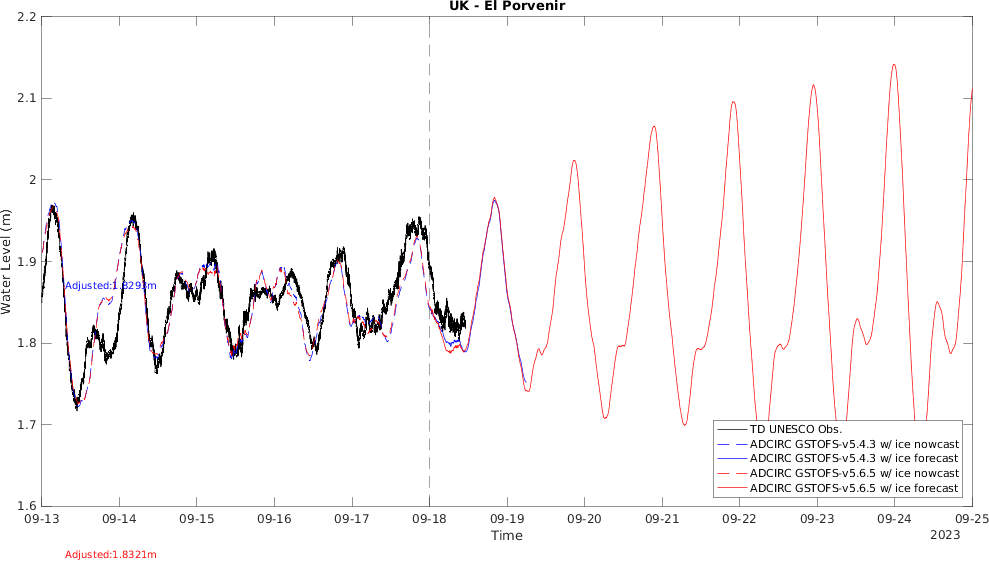 UK - El Porvenir
2.2
2.1
2
1.9
1.8
1.7
1.6
Water Level (m)
Adjusted:1.8293m
TD UNESCO Obs.
ADCIRC GSTOFS-v5.4.3 w/ ice nowcast
ADCIRC GSTOFS-v5.4.3 w/ ice forecast
ADCIRC GSTOFS-v5.6.5 w/ ice nowcast
ADCIRC GSTOFS-v5.6.5 w/ ice forecast
09-13 09-14 09-15 09-16 09-17 09-18 09-19 09-20 09-21 09-22 09-23 09-24 09-25
Time
2023
Adjusted:1.8321m